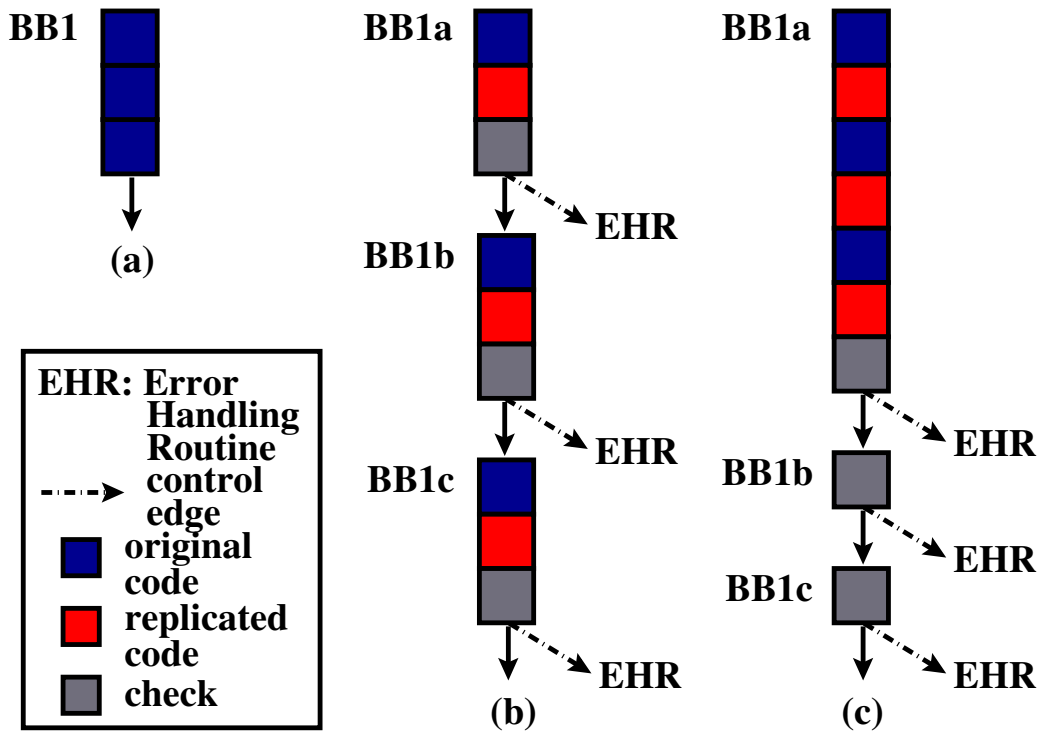 BB1
(a)
EHR: Error
Handling
Routine
control
edge
original
code
replicated
code
check
BB1a
EHR
BB1b
EHR
BB1c
EHR
(b)
BB1a
EHR
BB1b
EHR
BB1c
EHR
(c)